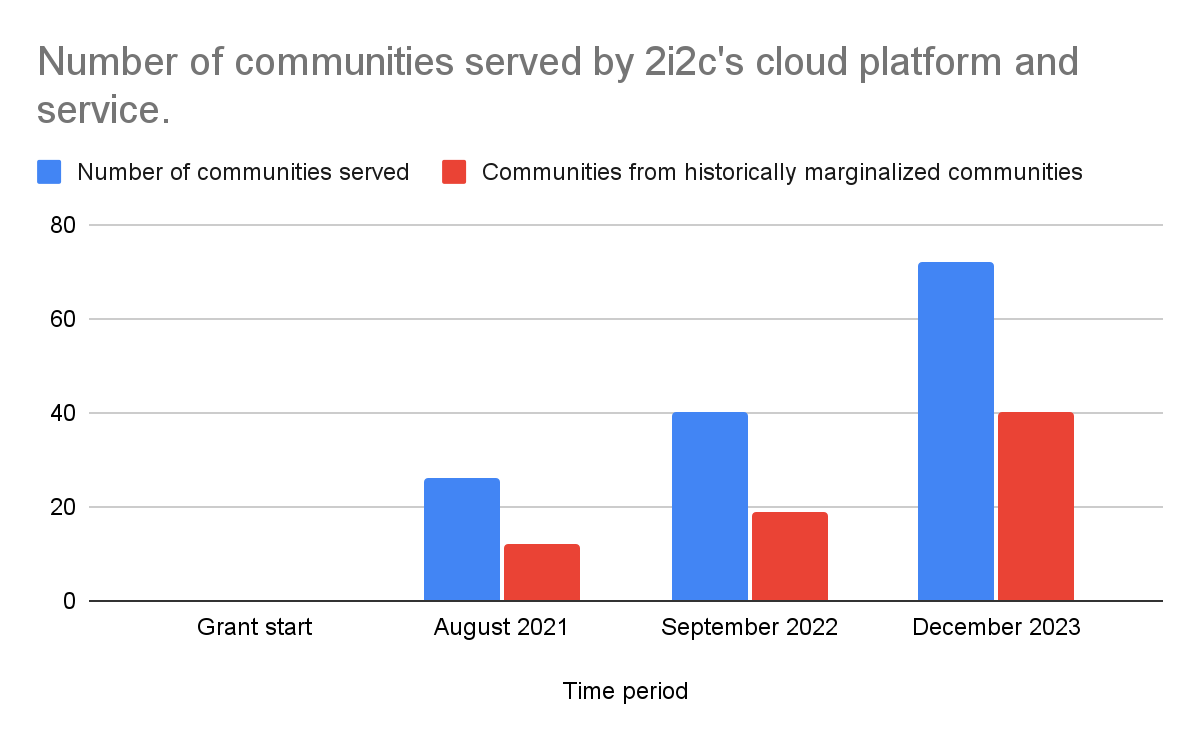 Number of communities served by 2i2c's cloud platform and
service.
Number of communities served
Communities from historically marginalized communities
80
60
40
20
0
Grant start
August 2021
September 2022
December 2023
Time period